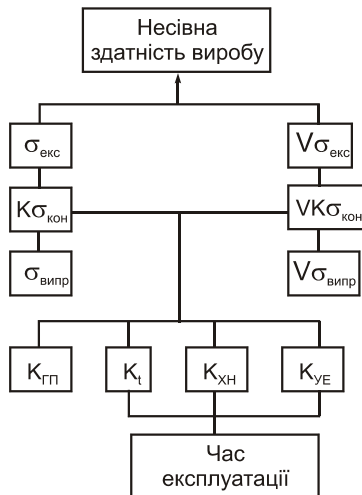 Несівна
здатність виробу
σекс Vσекс
Kσкон VKσкон
σвипр Vσвипр
KГП Kt KХН KУЕ
Час
експлуатації